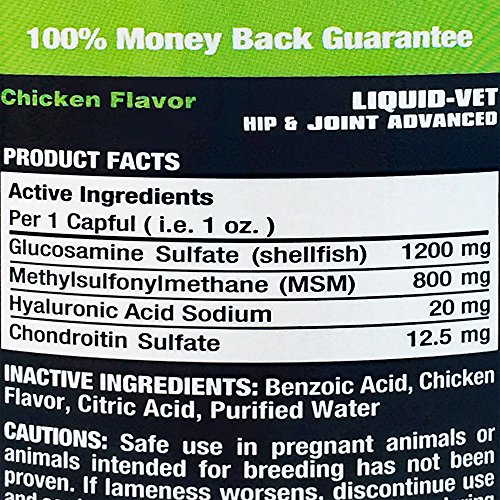 100% Money Back Guarantee
Chicken Flavor LIQUID-VET
HIP & JOINT ADVANCED
PRODUCT FACTS
Active Ingredients
Per 1 Capful ( i.e. 1 oz. )
Glucosamine Sulfate (shellfish) 1200 mg
Methylsulfonylmethane (MSM) 800 mg
Hyaluronic Acid Sodium 20 mg
Chondroitin Sulfate 12.5 mg
INACTIVE INGREDIENTS: Benzoic Acid, Chicken
Flavor, Citric Acid, Purified Water
CAUTIONS: Safe use in pregnant animals or
animals intended for breeding has not been
proven. If lameness worsens, discontinue use